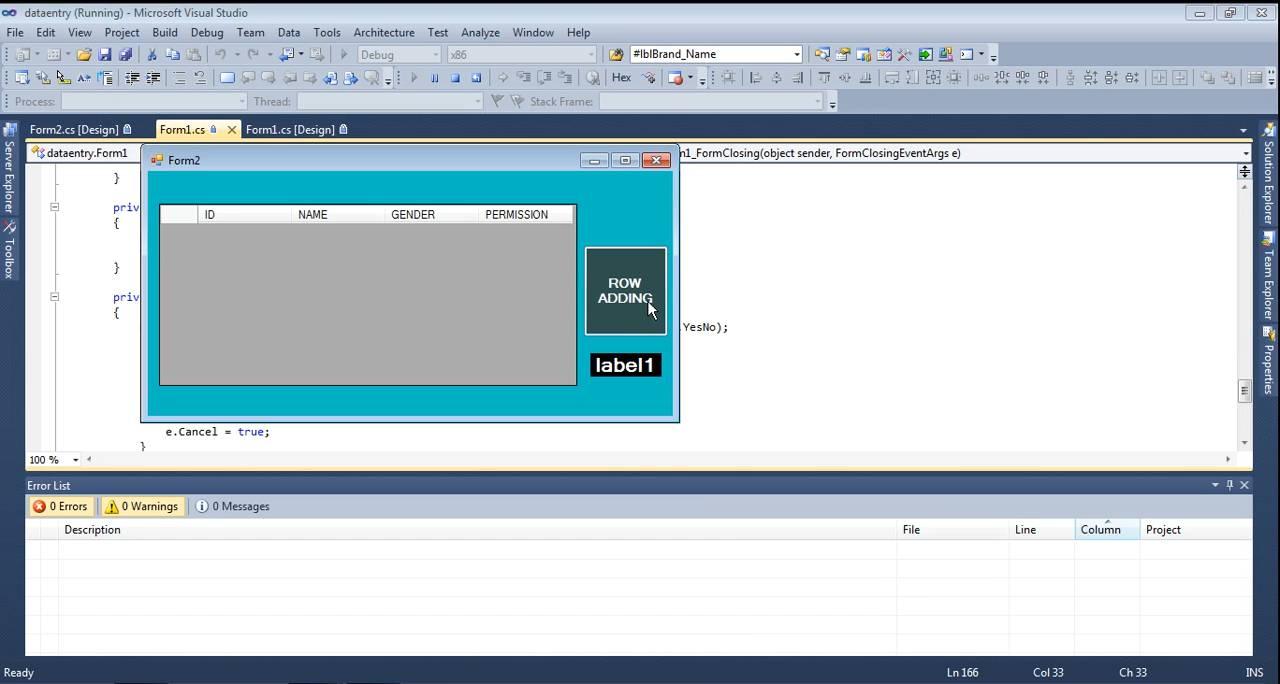 dataentry (Running) - Microsoft Visual Studio
File Edit View Project Build Debug Team Data Tools Architecture Test Analyze Window Help
Debug x86 #lblBrand_Name
Hex
Process: Thread: Stack Frame:
Form2.cs [Design] Form1.cs Form1.cs [Design]
dataentry.Form1 m1_FormClosing(object sender, FormClosingEventArgs e)
Form2
}
priv
{
}
priv
{
.YesNo);
e.Cancel = true;
}
ID NAME GENDER PERMISSION
ROW
ADDING
label1
100 %
Server Explorer
Toolbox
Solution Explorer
Team Explorer
Properties
Error List
0 Errors 0 Warnings 0 Messages
Description File Line Column Project
Ready Ln 166 Col 33 Ch 33 INS